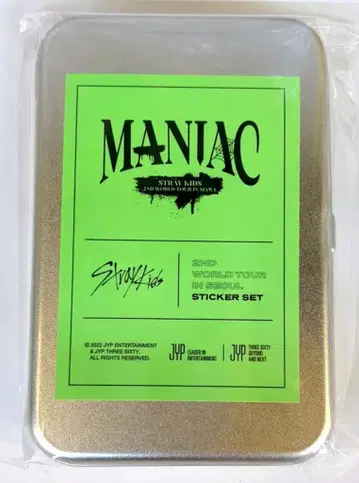 MANIAC
STRAY KIDS
2ND WORLD TOUR IN SEOUL
Stray Kids
2ND
WORLD TOUR
IN SEOUL
STICKER SET
© 2022 JYP ENTERTAINMENT
& JYP THREE SIXTY.
ALL RIGHTS RESERVED.
JYP LEADER IN
ENTERTAINMENT
JYP THREE SIXTY
BEYOND
AND NEXT